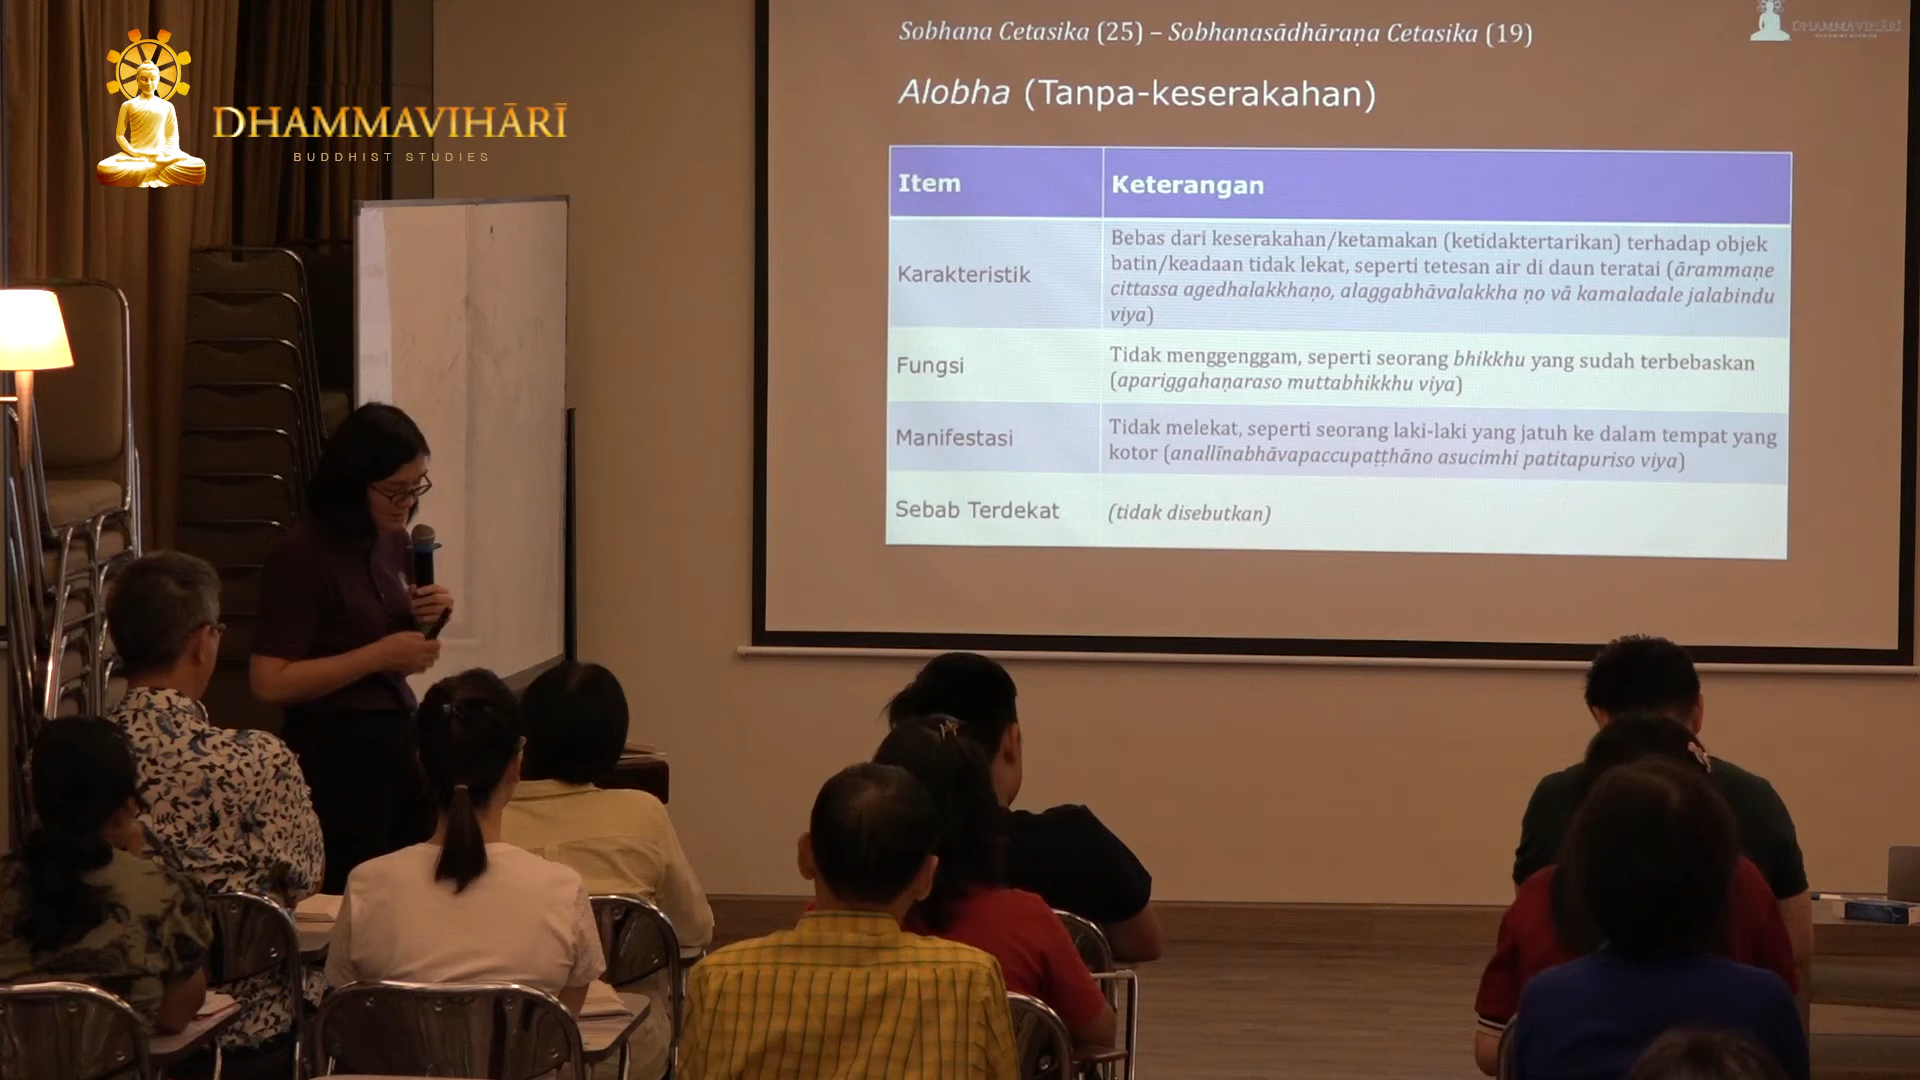 DHAMMAVIHĀRĪ
BUDDHIST STUDIES
Sobhana Cetasika (25) – Sobhanasādhāraṇa Cetasika (19)
DHAMMAVIHĀRĪ
Alobha (Tanpa-keserakahan)
Item
Keterangan
Karakteristik
Bebas dari keserakahan/ketamakan (ketidaktertarikan) terhadap objek
batin/keadaan tidak lekat, seperti tetesan air di daun teratai (ārammaṇe
cittassa agedhalakkhaṇo, alaggabhāvalakkha ṇo vā kamaladale jalabindu
viya)
Fungsi
Tidak menggenggam, seperti seorang bhikkhu yang sudah terbebaskan
(apariggahaṇaraso muttabhikkhu viya)
Manifestasi
Tidak melekat, seperti seorang laki-laki yang jatuh ke dalam tempat yang
kotor (anallīnabhāvapaccupaṭṭhāno asucimhi patitapuriso viya)
Sebab Terdekat
(tidak disebutkan)